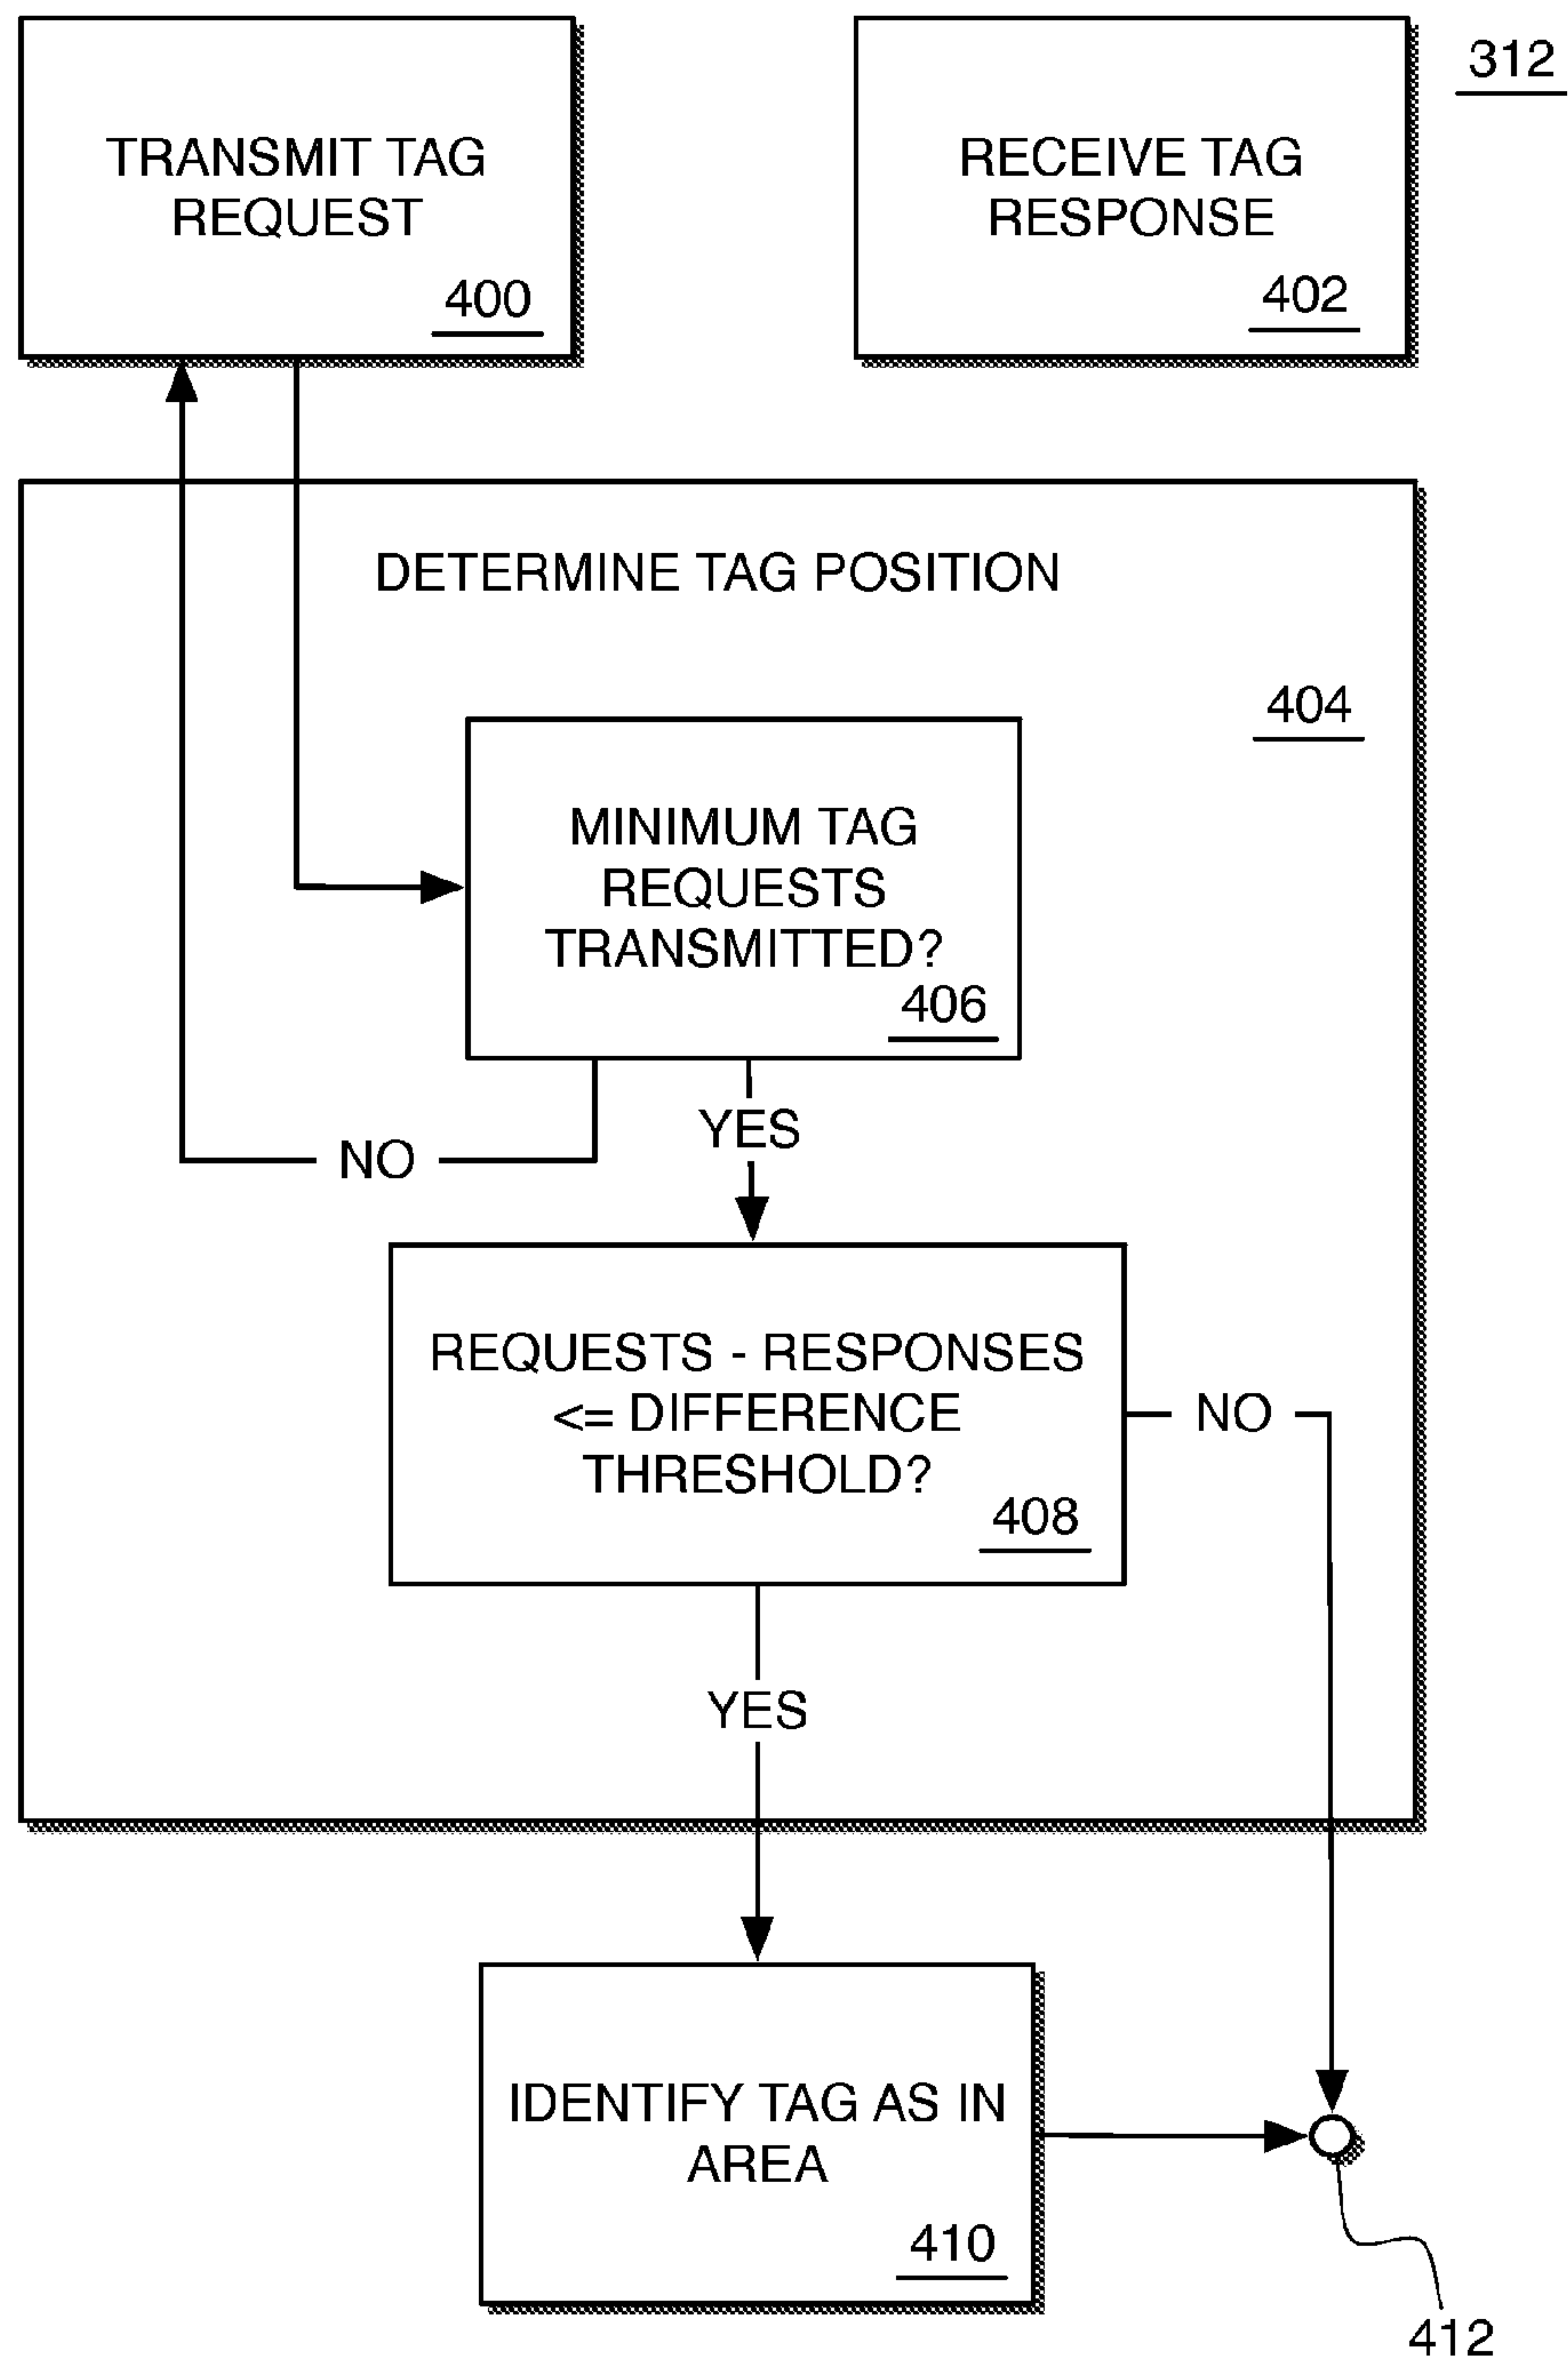 TRANSMIT TAG
REQUEST
400
RECEIVE TAG
RESPONSE
402
312
DETERMINE TAG POSITION
404
MINIMUM TAG
REQUESTS
TRANSMITTED?
406
YES
NO
REQUESTS - RESPONSES
<= DIFFERENCE
THRESHOLD?
408
NO
YES
IDENTIFY TAG AS IN
AREA
410
412